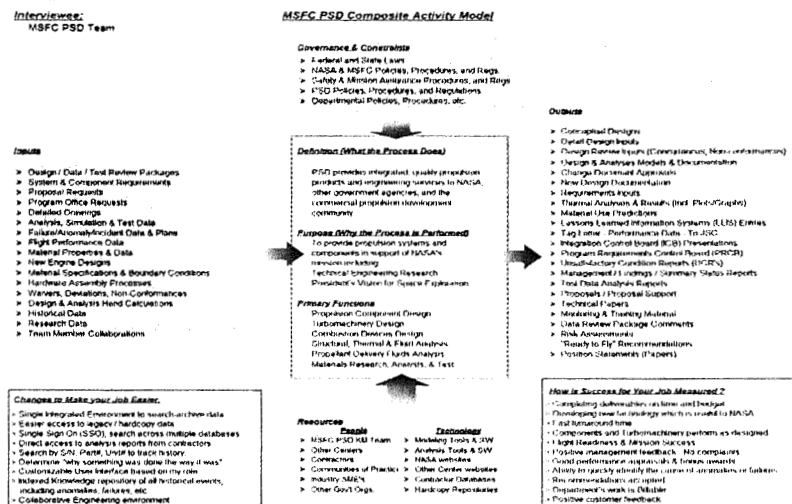 Interviewee:
MSFC PSD Team
MSFC PSD Composite Activity Model
Governance & Constraints
➢ Federal and State Laws
➢ NASA & MSFC Policies, Procedures, and Regs.
➢ Safety & Mission Assurance Procedures, and Regs
➢ PSD Policies, Procedures, and Regulations
➢ Departmental Policies, Procedures, etc.
Inputs
➢ Design / Data / Test Review Packages
➢ System & Component Requirements
➢ Proposal Requests
➢ Program Office Requests
➢ Detailed Drawings
➢ Analysis, Simulation & Test Data
➢ Failure/Anomaly/Incident Data & Plans
➢ Flight Performance Data
➢ Material Properties & Data
➢ New Engine Designs
➢ Material Specifications & Boundary Conditions
➢ Hardware Assembly Processes
➢ Waivers, Deviations, Non-Conformances
➢ Design & Analysis Hand Calculations
➢ Historical Data
➢ Research Data
➢ Team Member Collaborations
Definition (What the Process Does)
PSD provides integrated, quality propulsion
products and engineering services to NASA,
other government agencies, and the
commercial propulsion development
community
Purpose (Why the Process is Performed)
To provide propulsion systems and
components in support of NASA's
mission including
Technical Engineering Research
President's Vision for Space Exploration
Primary Functions
Propulsion Component Design
Turbomachinery Design
Combustion Devices Design
Structural, Thermal & Fluid Analysis
Propellant Delivery Fluids Analysis
Materials Research, Analysis, & Test
Outputs
➢ Conceptual Designs
➢ Detail Design Inputs
➢ Design Review Inputs (Compliances, Non-conformances)
➢ Design & Analyses Models & Documentation
➢ Change Document Approvals
➢ New Design Documentation
➢ Requirements Inputs
➢ Thermal Analyses & Results (Incl. Plots/Graphs)
➢ Material Use Predictions
➢ Lessons Learned Information Systems (LLIS) Entries
➢ Tag Letter - Performance Data - To JSC
➢ Integration Control Board (ICB) Presentations
➢ Program Requirements Control Board (PRCB)
➢ Unsatisfactory Condition Reports (UCR's)
➢ Management / Findings / Summary Status Reports
➢ Test Data Analysis Reports
➢ Proposals / Proposal Support
➢ Technical Papers
➢ Mentoring & Training Material
➢ Data Review Package Comments
➢ Risk Assessments
"Ready to Fly" Recommendations
➢ Position Statements (Papers)
Changes to Make your Job Easier.
- Single Integrated Environment to search-archive data
- Easier access to legacy / hardcopy data
- Single Sign On (SSO), search across multiple databases
- Direct access to analysis reports from contractors
- Search by S/N, Part#, Unit# to track history.
- Determine "why something was done the way it was"
- Customizable User Interface based on my role
- Indexed Knowledge repository of all historical events,
including anomalies, failures, etc
- Collaborative Engineering environment
Resources
People
➢ MSFC PSD KM Team
➢ Other Centers
➢ Contractors
➢ Communities of Practice
➢ Industry SME's
➢ Other Gov't Orgs.
Technology
➢ Modeling Tools & SW
➢ Analysis Tools & SW
➢ NASA websites
➢ Other Center websites
➢ Contractor Databases
➢ Hardcopy Repositories
How is Success for Your Job Measured ?
- Completing deliverables on time and budget
- Developing new technology which is useful to NASA
- Fast turnaround time
- Components and Turbomachinery perform as designed
- Flight Readiness & Mission Success
- Positive management feedback - No complaints
- Good performance appraisals & bonus awards
- Ability to quickly identify the cause of anomalies or failures
- Recommendations accepted
- Department's work is Billable
- Positive customer feedback